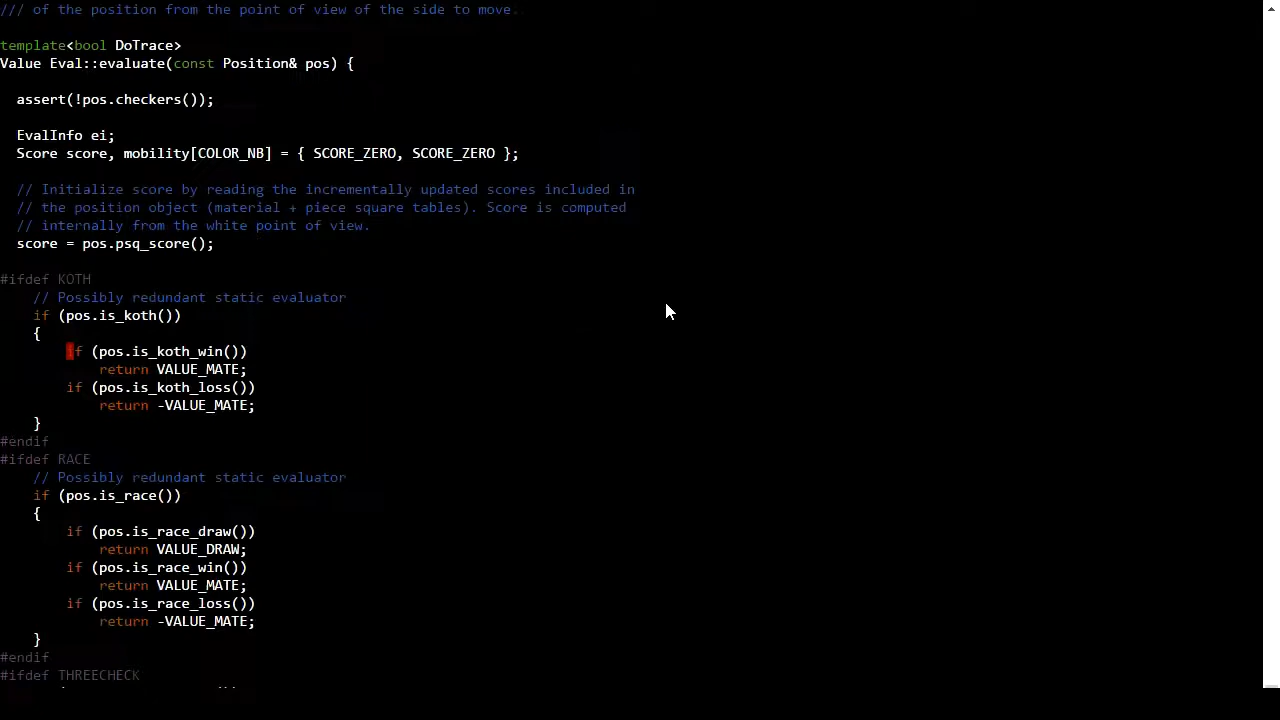 /// of the position from the point of view of the side to move.
template<bool DoTrace>
Value Eval::evaluate(const Position& pos) {
assert(!pos.checkers());
EvalInfo ei;
Score score, mobility[COLOR_NB] = { SCORE_ZERO, SCORE_ZERO };
// Initialize score by reading the incrementally updated scores included in
// the position object (material + piece square tables). Score is computed
// internally from the white point of view.
score = pos.psq_score();
#ifdef KOTH
// Possibly redundant static evaluator
if (pos.is_koth())
{
if (pos.is_koth_win())
return VALUE_MATE;
if (pos.is_koth_loss())
return -VALUE_MATE;
}
#endif
#ifdef RACE
// Possibly redundant static evaluator
if (pos.is_race())
{
if (pos.is_race_draw())
return VALUE_DRAW;
if (pos.is_race_win())
return VALUE_MATE;
if (pos.is_race_loss())
return -VALUE_MATE;
}
#endif
#ifdef THREECHECK